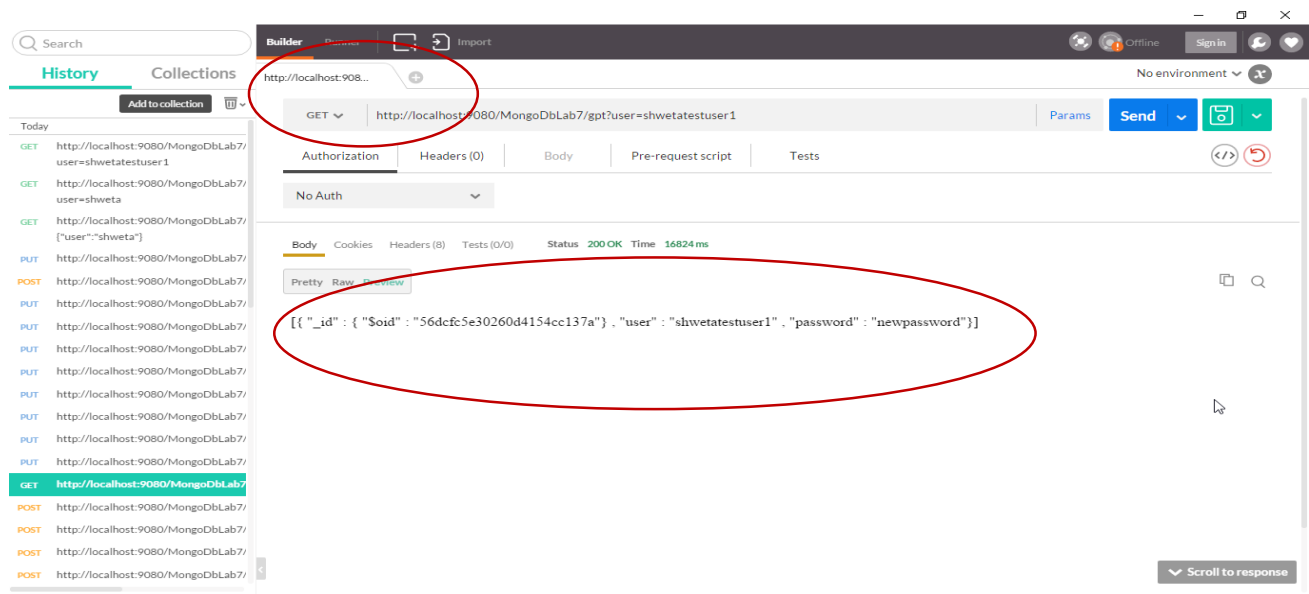 Search
Builder Runner Import
Offline
Sign in
History Collections
http://localhost:908...
No environment
Add to collection
GET http://localhost:9080/MongoDbLab7/gpt?user=shwetatestuser1
Params Send
Today
GET http://localhost:9080/MongoDbLab7/
user=shwetatestuser1
GET http://localhost:9080/MongoDbLab7/
user=shweta
GET http://localhost:9080/MongoDbLab7/
{"user":"shweta"}
PUT http://localhost:9080/MongoDbLab7/
POST http://localhost:9080/MongoDbLab7/
PUT http://localhost:9080/MongoDbLab7/
PUT http://localhost:9080/MongoDbLab7/
PUT http://localhost:9080/MongoDbLab7/
PUT http://localhost:9080/MongoDbLab7/
PUT http://localhost:9080/MongoDbLab7/
PUT http://localhost:9080/MongoDbLab7/
PUT http://localhost:9080/MongoDbLab7/
PUT http://localhost:9080/MongoDbLab7/
GET http://localhost:9080/MongoDbLab7
POST http://localhost:9080/MongoDbLab7/
POST http://localhost:9080/MongoDbLab7/
POST http://localhost:9080/MongoDbLab7/
POST http://localhost:9080/MongoDbLab7/
Authorization Headers (0) Body Pre-request script Tests
No Auth
Body Cookies Headers (8) Tests (0/0) Status 200 OK Time 16824 ms
Pretty Raw Preview
[{ "_id" : { "$oid" : "56dcfc5e30260d4154cc137a"} , "user" : "shwetatestuser1" , "password" : "newpassword"}]
Scroll to response